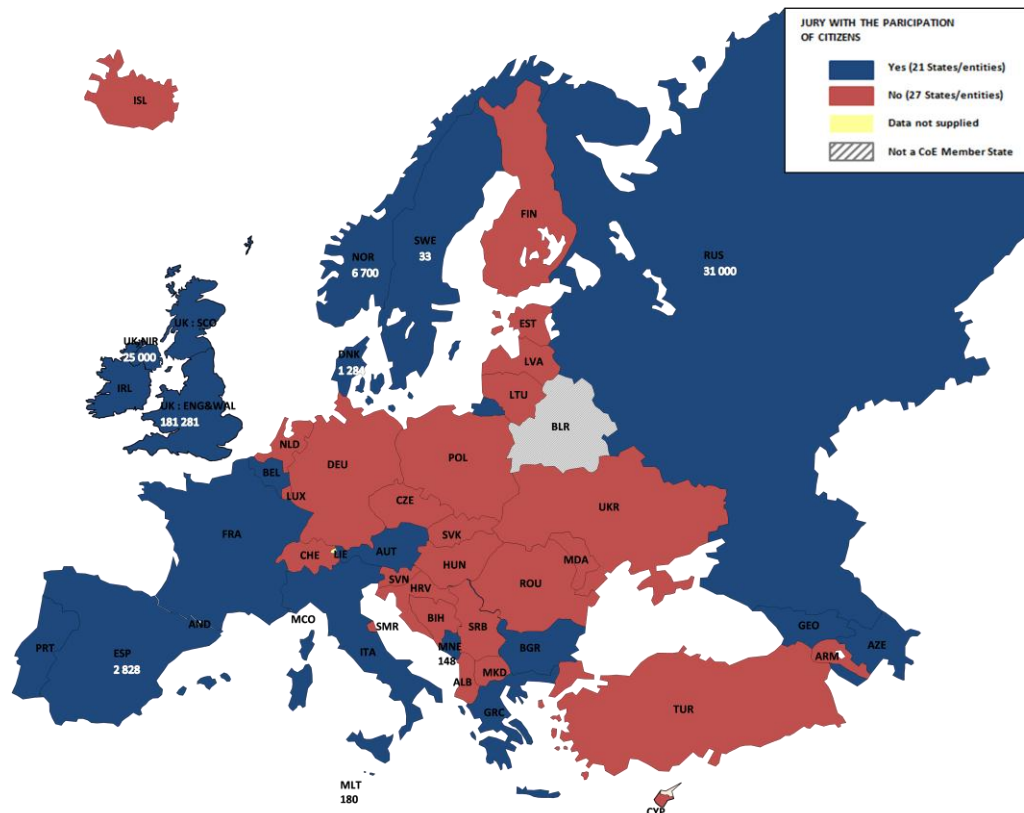 JURY WITH THE PARICIPATION
OF CITIZENS
Yes (21 States/entities)
No (27 States/entities)
Data not supplied
Not a CoE Member State
ISL
FIN
SWE
33
NOR
6 700
RUS
31 000
UK : SCO
EST
UK:NIR
25 000
DNK
1 284
LVA
IRL
LTU
UK : ENG&WAL
181 281
BLR
NLD
DEU
POL
BEL
LUX
CZE
UKR
FRA
SVK
CHE
LIE
AUT
HUN
MDA
SVN
HRV
ROU
BIH
SRB
AND
MCO
SMR
GEO
PRT
ESP
2 828
ITA
MNE
148
BGR
AZE
ARM
ALB
MKD
GRC
TUR
MLT
180
CYP